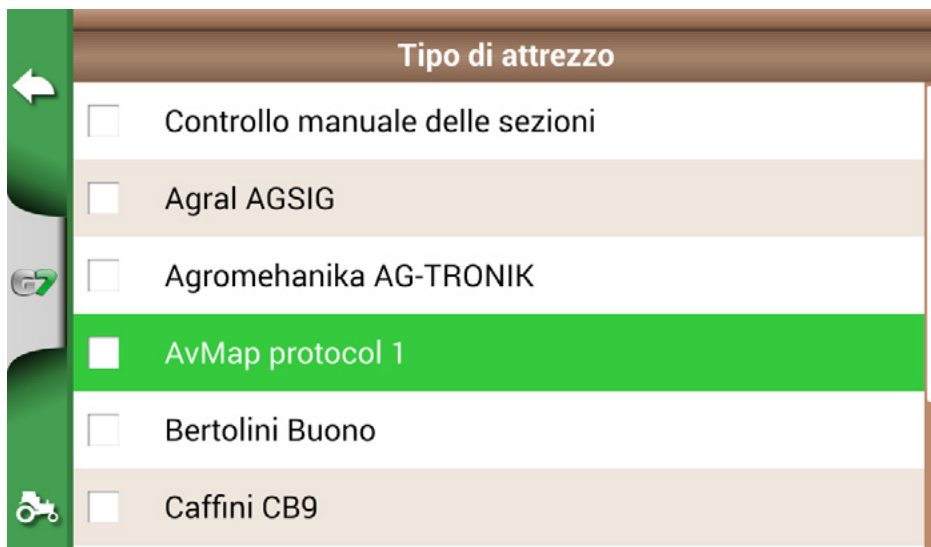 Tipo di attrezzo
Controllo manuale delle sezioni
Agral AGSIG
Agromehanika AG-TRONIK
G7
AvMap protocol 1
Bertolini Buono
Caffini CB9